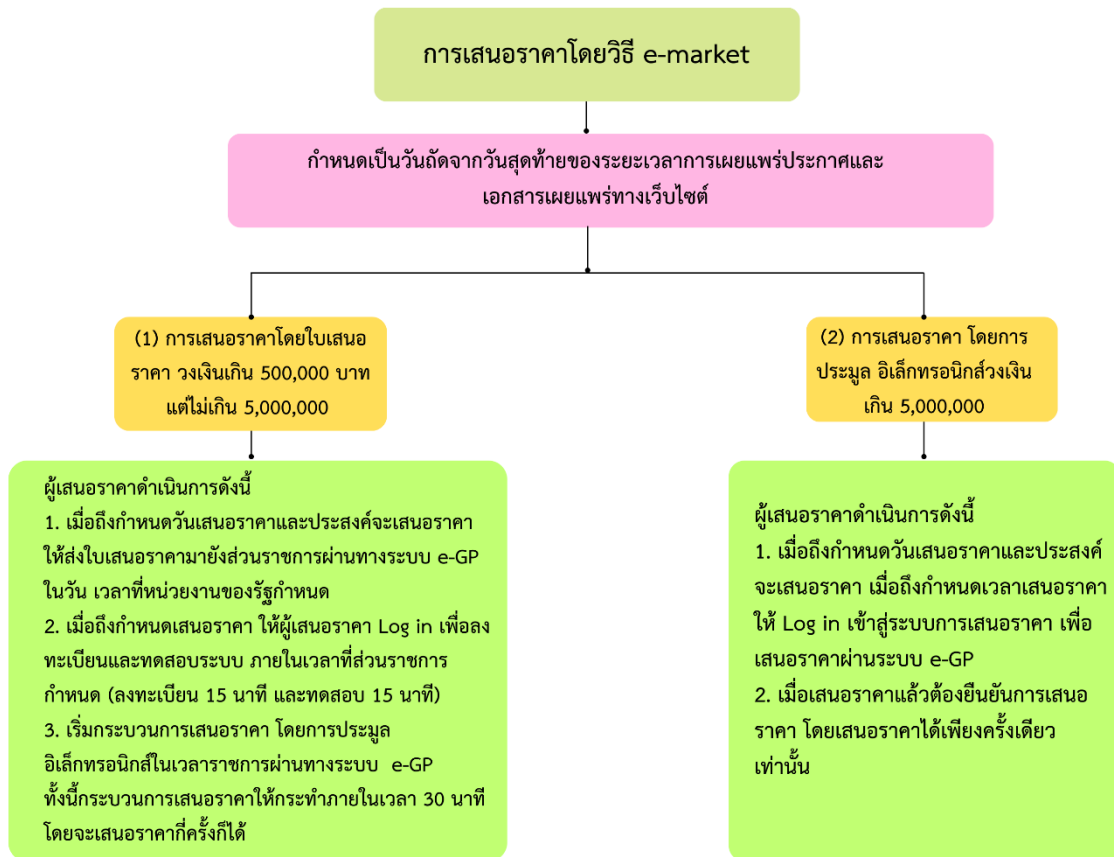 การเสนอราคาโดยวิธี e-market
กำหนดเป็นวันถัดจากวันสุดท้ายของระยะเวลาการเผยแพร่ประกาศและ
เอกสารเผยแพร่ทางเว็บไซต์
(1) การเสนอราคาโดยใบเสนอ
ราคา วงเงินเกิน 500,000 บาท
แต่ไม่เกิน 5,000,000
(2) การเสนอราคา โดยการ
ประมูล อิเล็กทรอนิกส์วงเงิน
เกิน 5,000,000
ผู้เสนอราคาดำเนินการดังนี้
1. เมื่อถึงกำหนดวันเสนอราคาและประสงค์จะเสนอราคา
ให้ส่งใบเสนอราคามายังส่วนราชการผ่านทางระบบ e-GP
ในวัน เวลาที่หน่วยงานของรัฐกำหนด
2. เมื่อถึงกำหนดเสนอราคา ให้ผู้เสนอราคา Log in เพื่อลง
ทะเบียนและทดสอบระบบ ภายในเวลาที่ส่วนราชการ
กำหนด (ลงทะเบียน 15 นาที และทดสอบ 15 นาที)
3. เริ่มกระบวนการเสนอราคา โดยการประมูล
อิเล็กทรอนิกส์ในเวลาราชการผ่านทางระบบ e-GP
ทั้งนี้กระบวนการเสนอราคาให้กระทำภายในเวลา 30 นาที
โดยจะเสนอราคากี่ครั้งก็ได้
ผู้เสนอราคาดำเนินการดังนี้
1. เมื่อถึงกำหนดวันเสนอราคาและประสงค์
จะเสนอราคา เมื่อถึงกำหนดเวลาเสนอราคา
ให้ Log in เข้าสู่ระบบการเสนอราคา เพื่อ
เสนอราคาผ่านระบบ e-GP
2. เมื่อเสนอราคาแล้วต้องยืนยันการเสนอ
ราคา โดยเสนอราคาได้เพียงครั้งเดียว
เท่านั้น